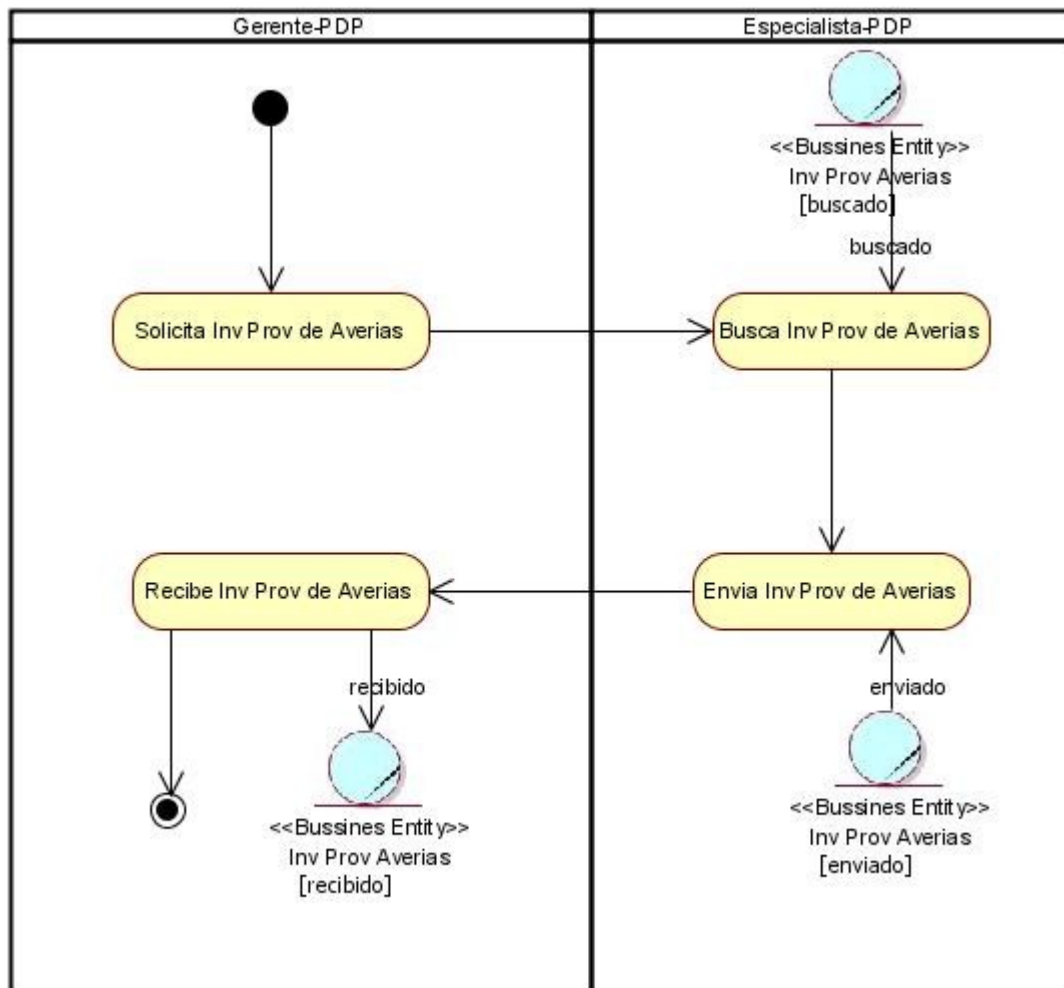 Gerente-PDP
Especialista-PDP
<<Bussines Entity>>
Inv Prov Averias
[buscado]
buscado
Solicita Inv Prov de Averias
Busca Inv Prov de Averias
Recibe Inv Prov de Averias
Envia Inv Prov de Averias
recibido
enviado
<<Bussines Entity>>
Inv Prov Averias
[recibido]
<<Bussines Entity>>
Inv Prov Averias
[enviado]